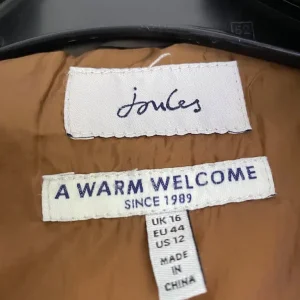 Joules
A WARM WELCOME
SINCE 1989
UK 16
EU 44
US 12
MADE
IN
CHINA